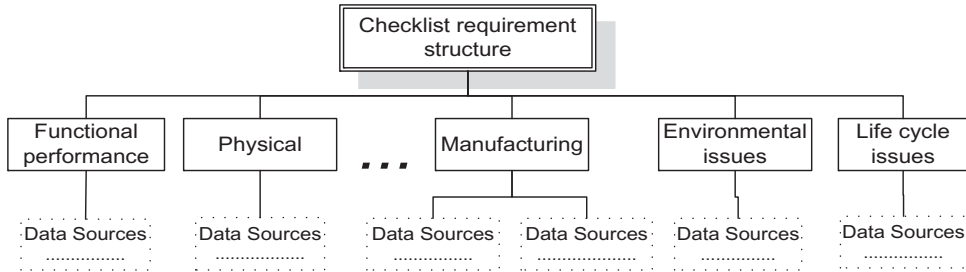 Checklist requirement
structure
Functional
performance
Physical
...
Manufacturing
Environmental
issues
Life cycle
issues
Data Sources
................
Data Sources
..................
Data Sources
..................
Data Sources
....................
Data Sources
................
Data Sources
...............